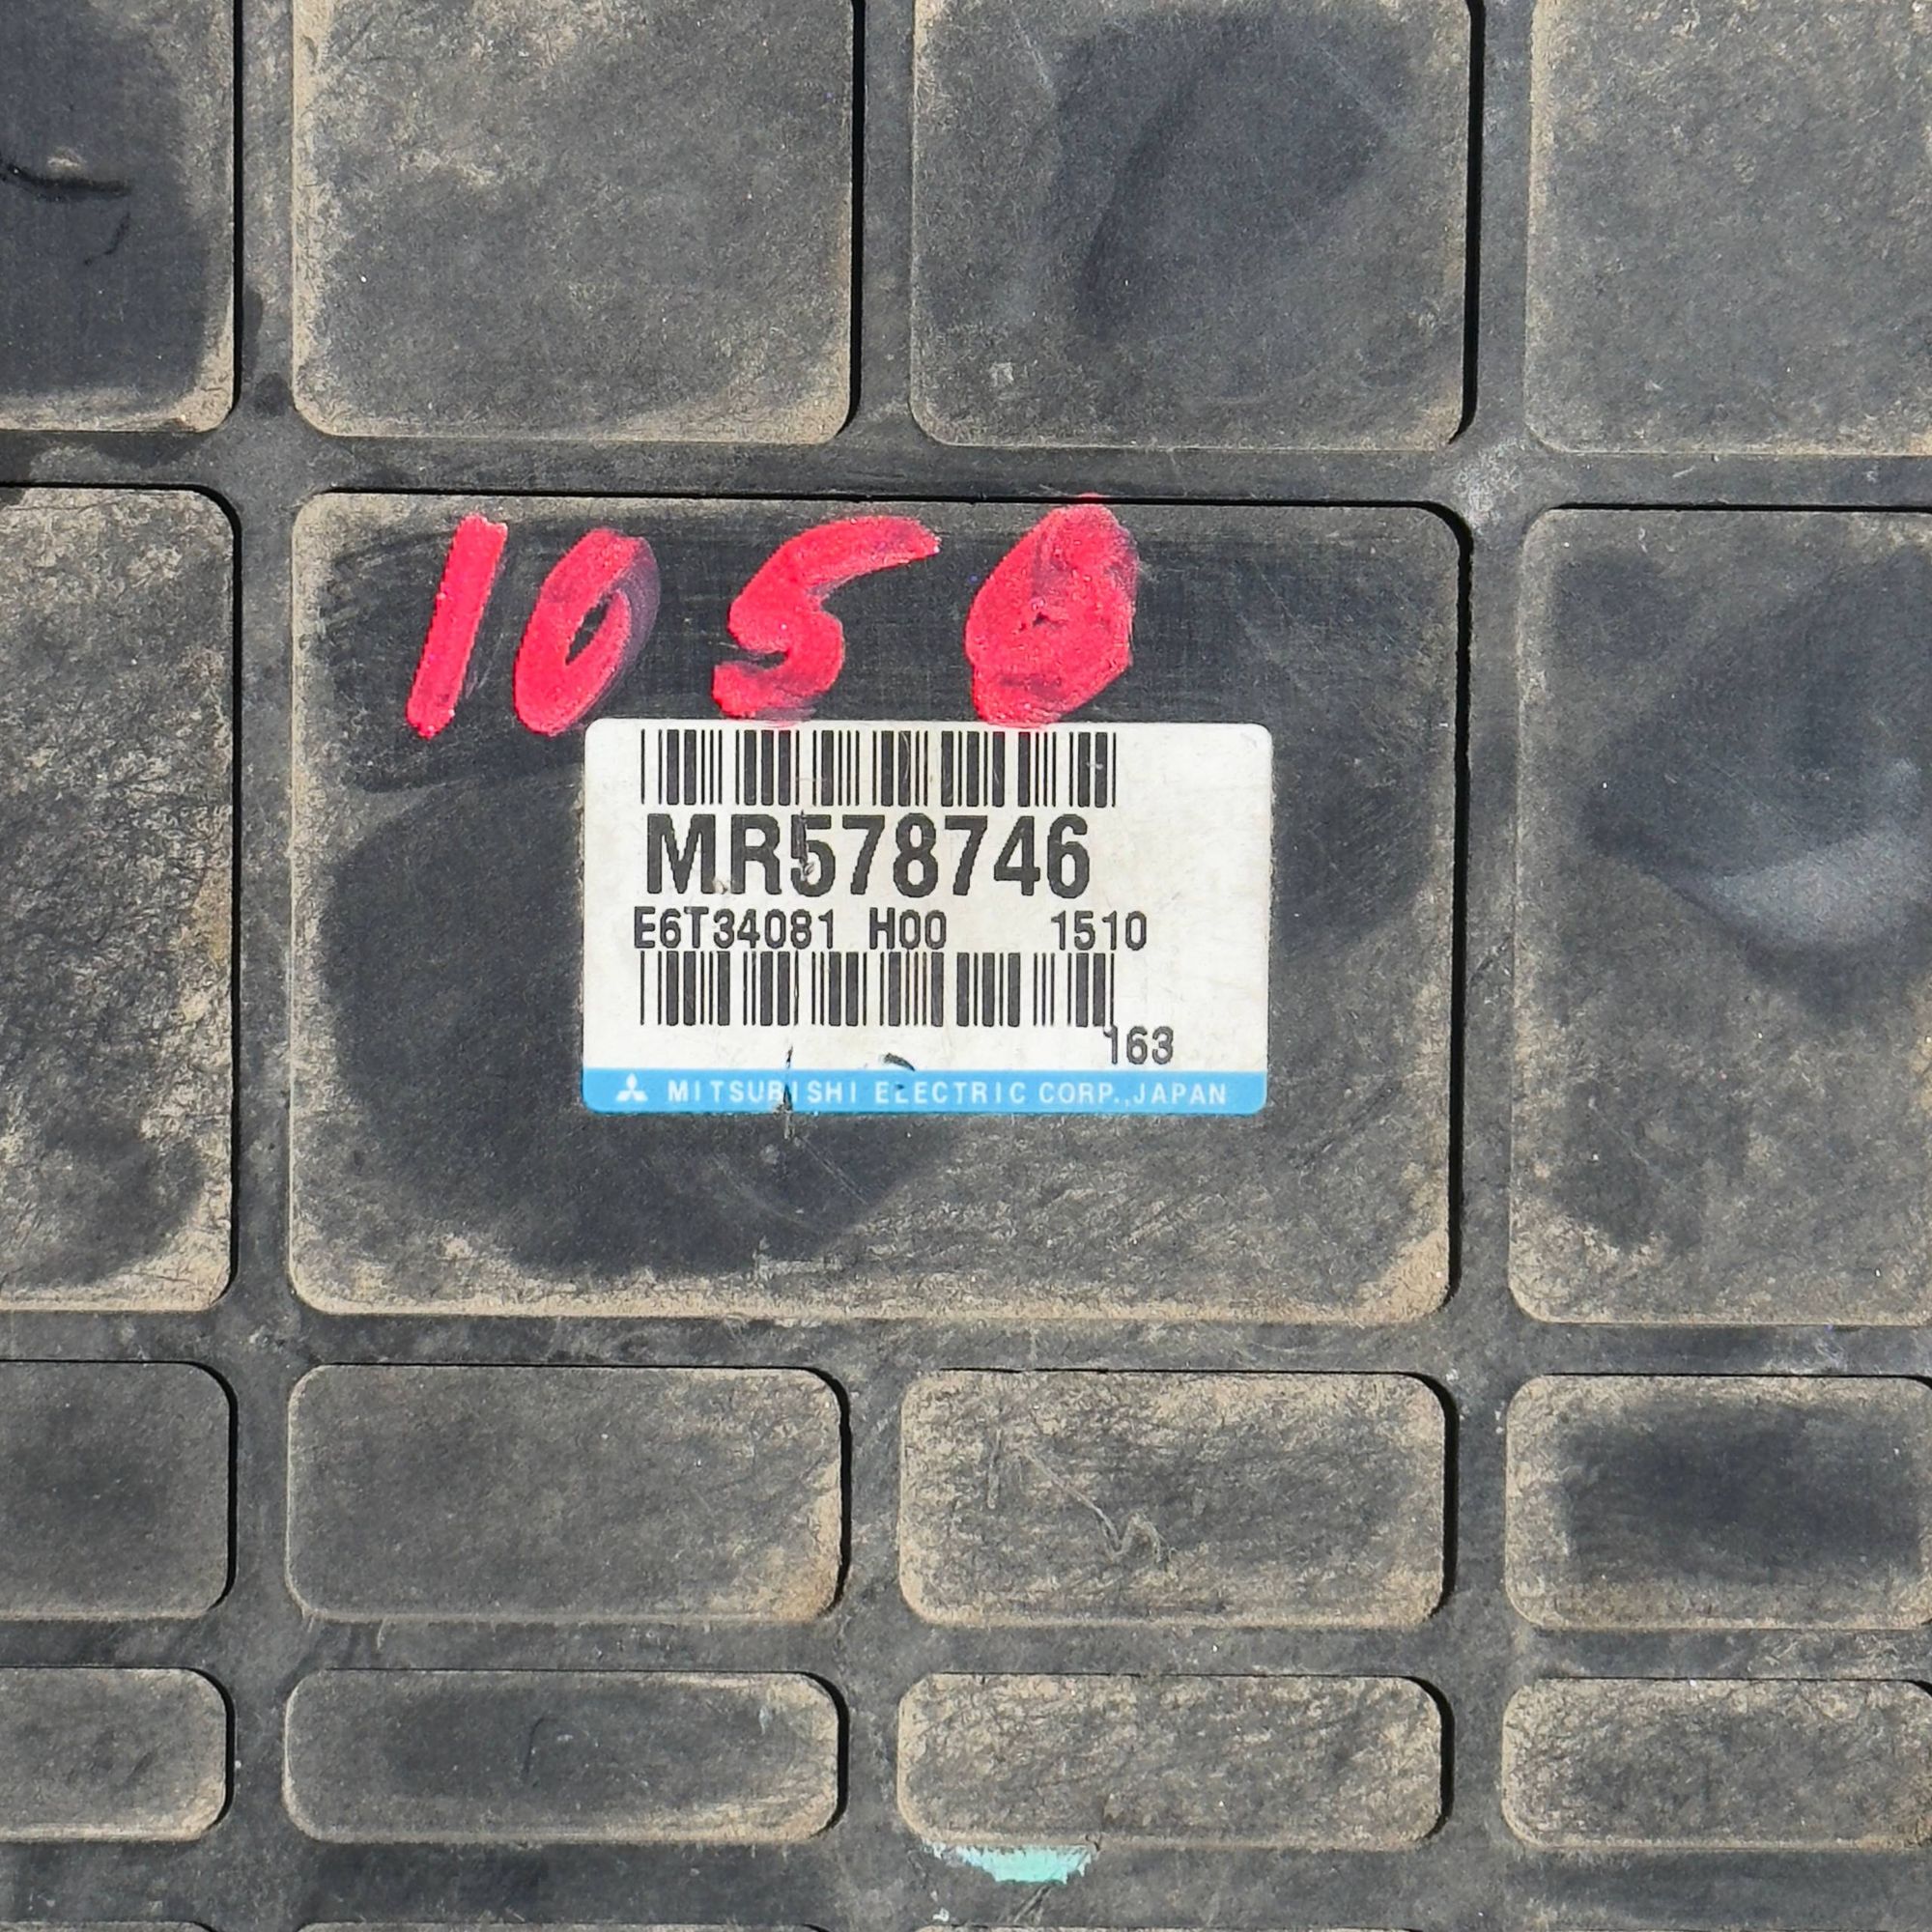 1050
MR578746
E6T34081 H00 1510
163
MITSUBISHI ELECTRIC CORP.,JAPAN